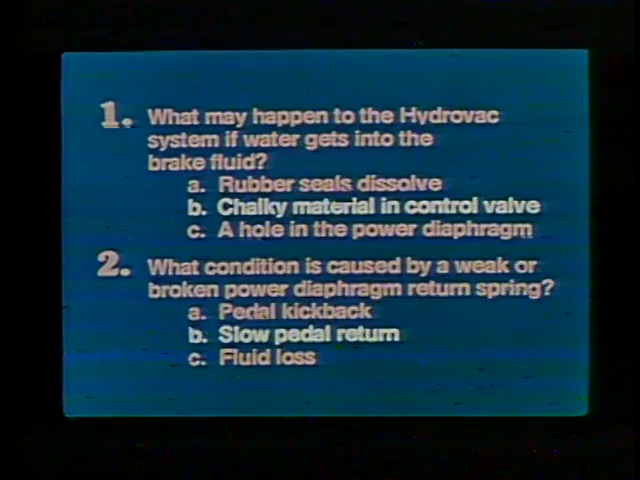 1. What may happen to the Hydrovac
system if water gets into the
brake fluid?
a. Rubber seals dissolve
b. Chalky material in control valve
c. A hole in the power diaphragm
2. What condition is caused by a weak or
broken power diaphragm return spring?
a. Pedal kickback
b. Slow pedal return
c. Fluid loss